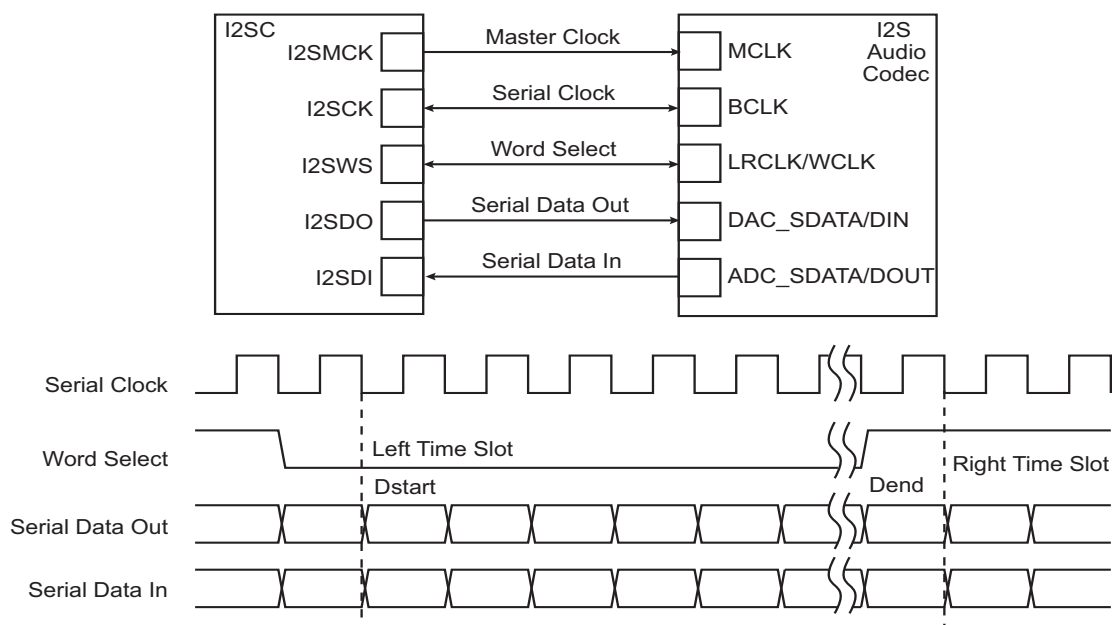 I2SC
I2SMCK
Master Clock
MCLK
I2S
Audio
Codec
I2SCK
Serial Clock
BCLK
I2SWS
Word Select
LRCLK/WCLK
I2SDO
Serial Data Out
DAC_SDATA/DIN
I2SDI
Serial Data In
ADC_SDATA/DOUT
Serial Clock
Word Select
Left Time Slot
Right Time Slot
Dstart
Dend
Serial Data Out
Serial Data In